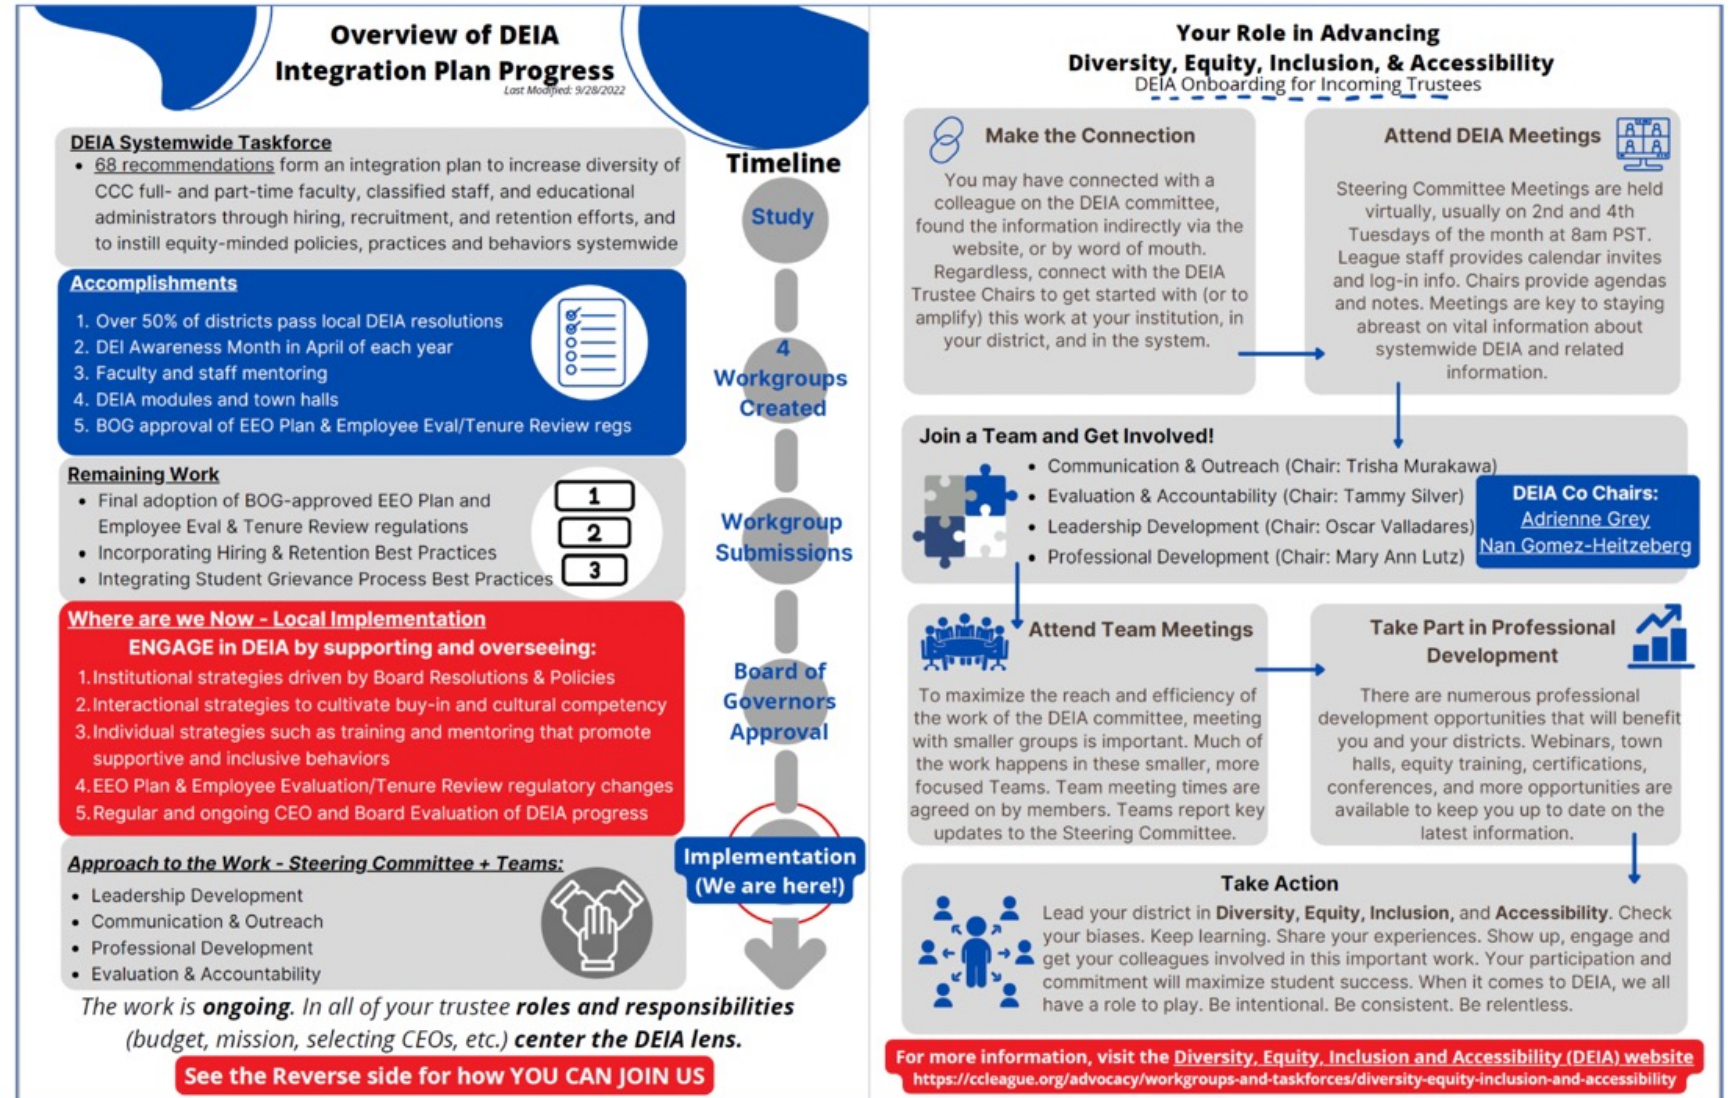 Overview of DEIA
Integration Plan Progress
Last Modified: 9/28/2022
DEIA Systemwide Taskforce
• 68 recommendations form an integration plan to increase diversity of
CCC full- and part-time faculty, classified staff, and educational
administrators through hiring, recruitment, and retention efforts, and
to instill equity-minded policies, practices and behaviors systemwide
Accomplishments
1. Over 50% of districts pass local DEIA resolutions
2. DEI Awareness Month in April of each year
3. Faculty and staff mentoring
4. DEIA modules and town halls
5. BOG approval of EEO Plan & Employee Eval/Tenure Review regs
Remaining Work
• Final adoption of BOG-approved EEO Plan and
Employee Eval & Tenure Review regulations
• Incorporating Hiring & Retention Best Practices
• Integrating Student Grievance Process Best Practices
1
2
3
Where are we Now - Local Implementation
ENGAGE in DEIA by supporting and overseeing:
1. Institutional strategies driven by Board Resolutions & Policies
2. Interactional strategies to cultivate buy-in and cultural competency
3. Individual strategies such as training and mentoring that promote
supportive and inclusive behaviors
4. EEO Plan & Employee Evaluation/Tenure Review regulatory changes
5. Regular and ongoing CEO and Board Evaluation of DEIA progress
Approach to the Work - Steering Committee + Teams:
• Leadership Development
• Communication & Outreach
• Professional Development
• Evaluation & Accountability
Timeline
Study
4
Workgroups
Created
Workgroup
Submissions
Board of
Governors
Approval
Implementation
(We are here!)
The work is ongoing. In all of your trustee roles and responsibilities
(budget, mission, selecting CEOs, etc.) center the DEIA lens.
See the Reverse side for how YOU CAN JOIN US
Your Role in Advancing
Diversity, Equity, Inclusion, & Accessibility
DEIA Onboarding for Incoming Trustees
Make the Connection
You may have connected with a
colleague on the DEIA committee,
found the information indirectly via the
website, or by word of mouth.
Regardless, connect with the DEIA
Trustee Chairs to get started with (or to
amplify) this work at your institution, in
your district, and in the system.
Attend DEIA Meetings
Steering Committee Meetings are held
virtually, usually on 2nd and 4th
Tuesdays of the month at 8am PST.
League staff provides calendar invites
and log-in info. Chairs provide agendas
and notes. Meetings are key to staying
abreast on vital information about
systemwide DEIA and related
information.
Join a Team and Get Involved!
• Communication & Outreach (Chair: Trisha Murakawa)
• Evaluation & Accountability (Chair: Tammy Silver)
• Leadership Development (Chair: Oscar Valladares)
• Professional Development (Chair: Mary Ann Lutz)
DEIA Co Chairs:
Adrienne Grey
Nan Gomez-Heitzeberg
Attend Team Meetings
To maximize the reach and efficiency of
the work of the DEIA committee, meeting
with smaller groups is important. Much of
the work happens in these smaller, more
focused Teams. Team meeting times are
agreed on by members. Teams report key
updates to the Steering Committee.
Take Part in Professional
Development
There are numerous professional
development opportunities that will benefit
you and your districts. Webinars, town
halls, equity training, certifications,
conferences, and more opportunities are
available to keep you up to date on the
latest information.
Take Action
Lead your district in Diversity, Equity, Inclusion, and Accessibility. Check
your biases. Keep learning. Share your experiences. Show up, engage and
get your colleagues involved in this important work. Your participation and
commitment will maximize student success. When it comes to DEIA, we all
have a role to play. Be intentional. Be consistent. Be relentless.
For more information, visit the Diversity, Equity, Inclusion and Accessibility (DEIA) website
https://ccleague.org/advocacy/workgroups-and-taskforces/diversity-equity-inclusion-and-accessibility